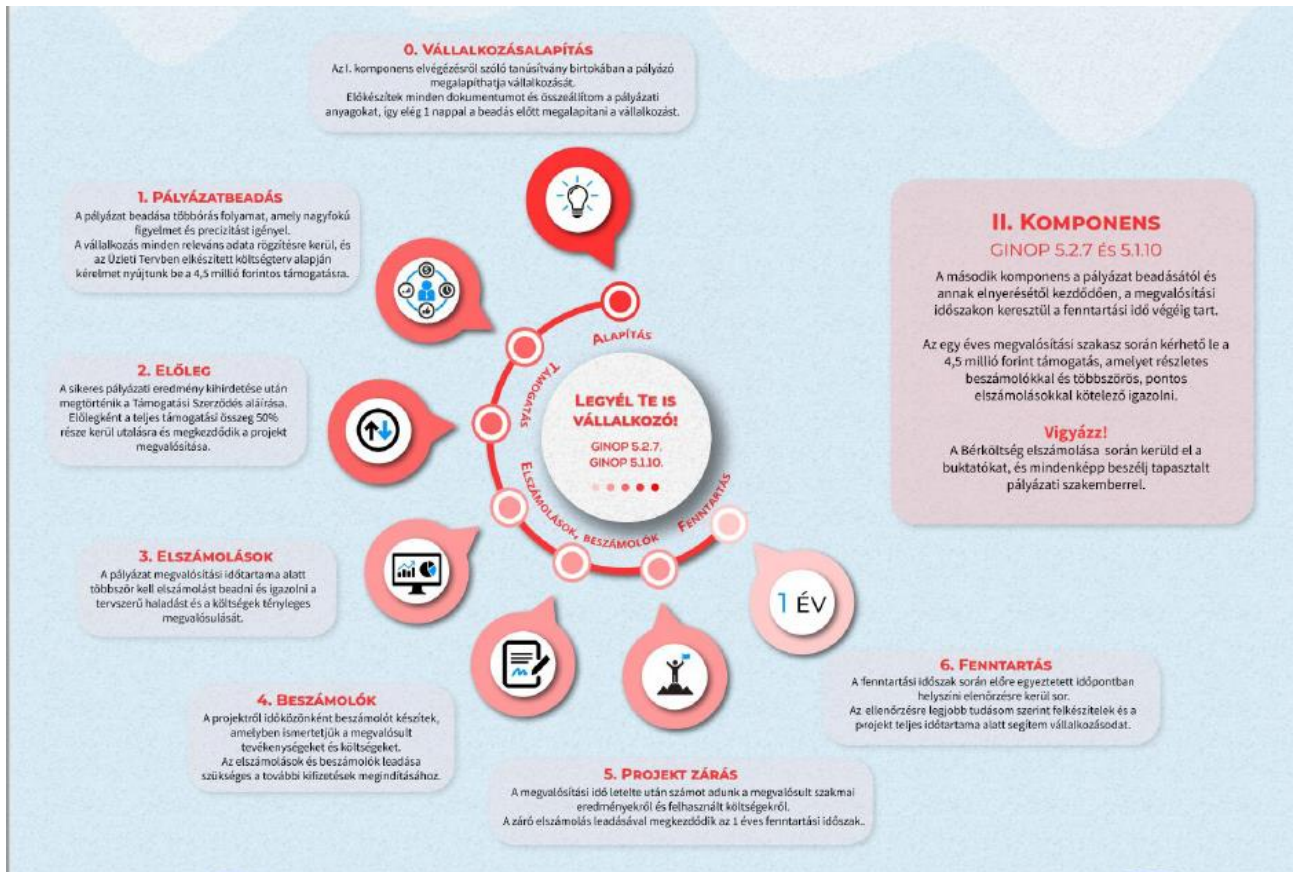 0. VÁLLALKOZÁSALAPÍTÁS
Az I. komponens elvégzésről szóló tanúsítvány birtokában a pályázó
megalapíthatja vállalkozását.
Előkészítek minden dokumentumot és összeállítom a pályázati
anyagokat, így elég 1 nappal a beadás előtt megalapítani a vállalkozást.
1. PÁLYÁZATBEADÁS
A pályázat beadása többórás folyamat, amely nagyfokú
figyelmet és precizitást igényel.
A vállalkozás minden releváns adata rögzítésre kerül, és
az Üzleti Tervben elkészített költségterv alapján
kérelmet nyújtunk be a 4,5 millió forintos támogatásra.
2. ELŐLEG
A sikeres pályázati eredmény kihirdetése után
megtörténik a Támogatási Szerződés aláírása.
Előlegként a teljes támogatási összeg 50%
része kerül utalásra és megkezdődik a projekt
megvalósítása.
3. ELSZÁMOLÁSOK
A pályázat megvalósítási időtartama alatt
többször kell elszámolást beadni és igazolni a
tervszerű haladást és a költségek tényleges
megvalósulását.
4. BESZÁMOLÓK
A projektről időközönként beszámolót készítek,
amelyben ismertetjük a megvalósult
tevékenységeket és költségeket.
Az elszámolások és beszámolók leadása
szükséges a további kifizetések megindításához.
5. PROJEKT ZÁRÁS
A megvalósítási idő letelte után számot adunk a megvalósult szakmai
eredményekről és felhasznált költségekről.
A záró elszámolás leadásával megkezdődik az 1 éves fenntartási időszak..
6. FENNTARTÁS
A fenntartási időszak során előre egyeztetett időpontban
helyszíni elenőrzésre kerül sor.
Az ellenőrzésre legjobb tudásom szerint felkészítelek és a
projekt teljes időtartama alatt segítem vállalkozásodat.
1 ÉV
ALAPÍTÁS
TÁMOGATÁS
ELSZÁMOLÁSOK, BESZÁMOLÓK
FENNTARTÁS
LEGYÉL TE IS
VÁLLALKOZÓ!
GINOP 5.2.7.
GINOP 5.1.10.
II. KOMPONENS
GINOP 5.2.7 ÉS 5.1.10
A második komponens a pályázat beadásától és
annak elnyerésétől kezdődően, a megvalósítási
időszakon keresztül a fenntartási idő végéig tart.
Az egy éves megvalósítási szakasz során kérhető le a
4,5 millió forint támogatás, amelyet részletes
beszámolókkal és többszörös, pontos
elszámolásokkal kötelező igazolni.
Vigyázz!
A Bérköltség elszámolása során kerüld el a
buktatókat, és mindenképp beszélj tapasztalt
pályázati szakemberrel.